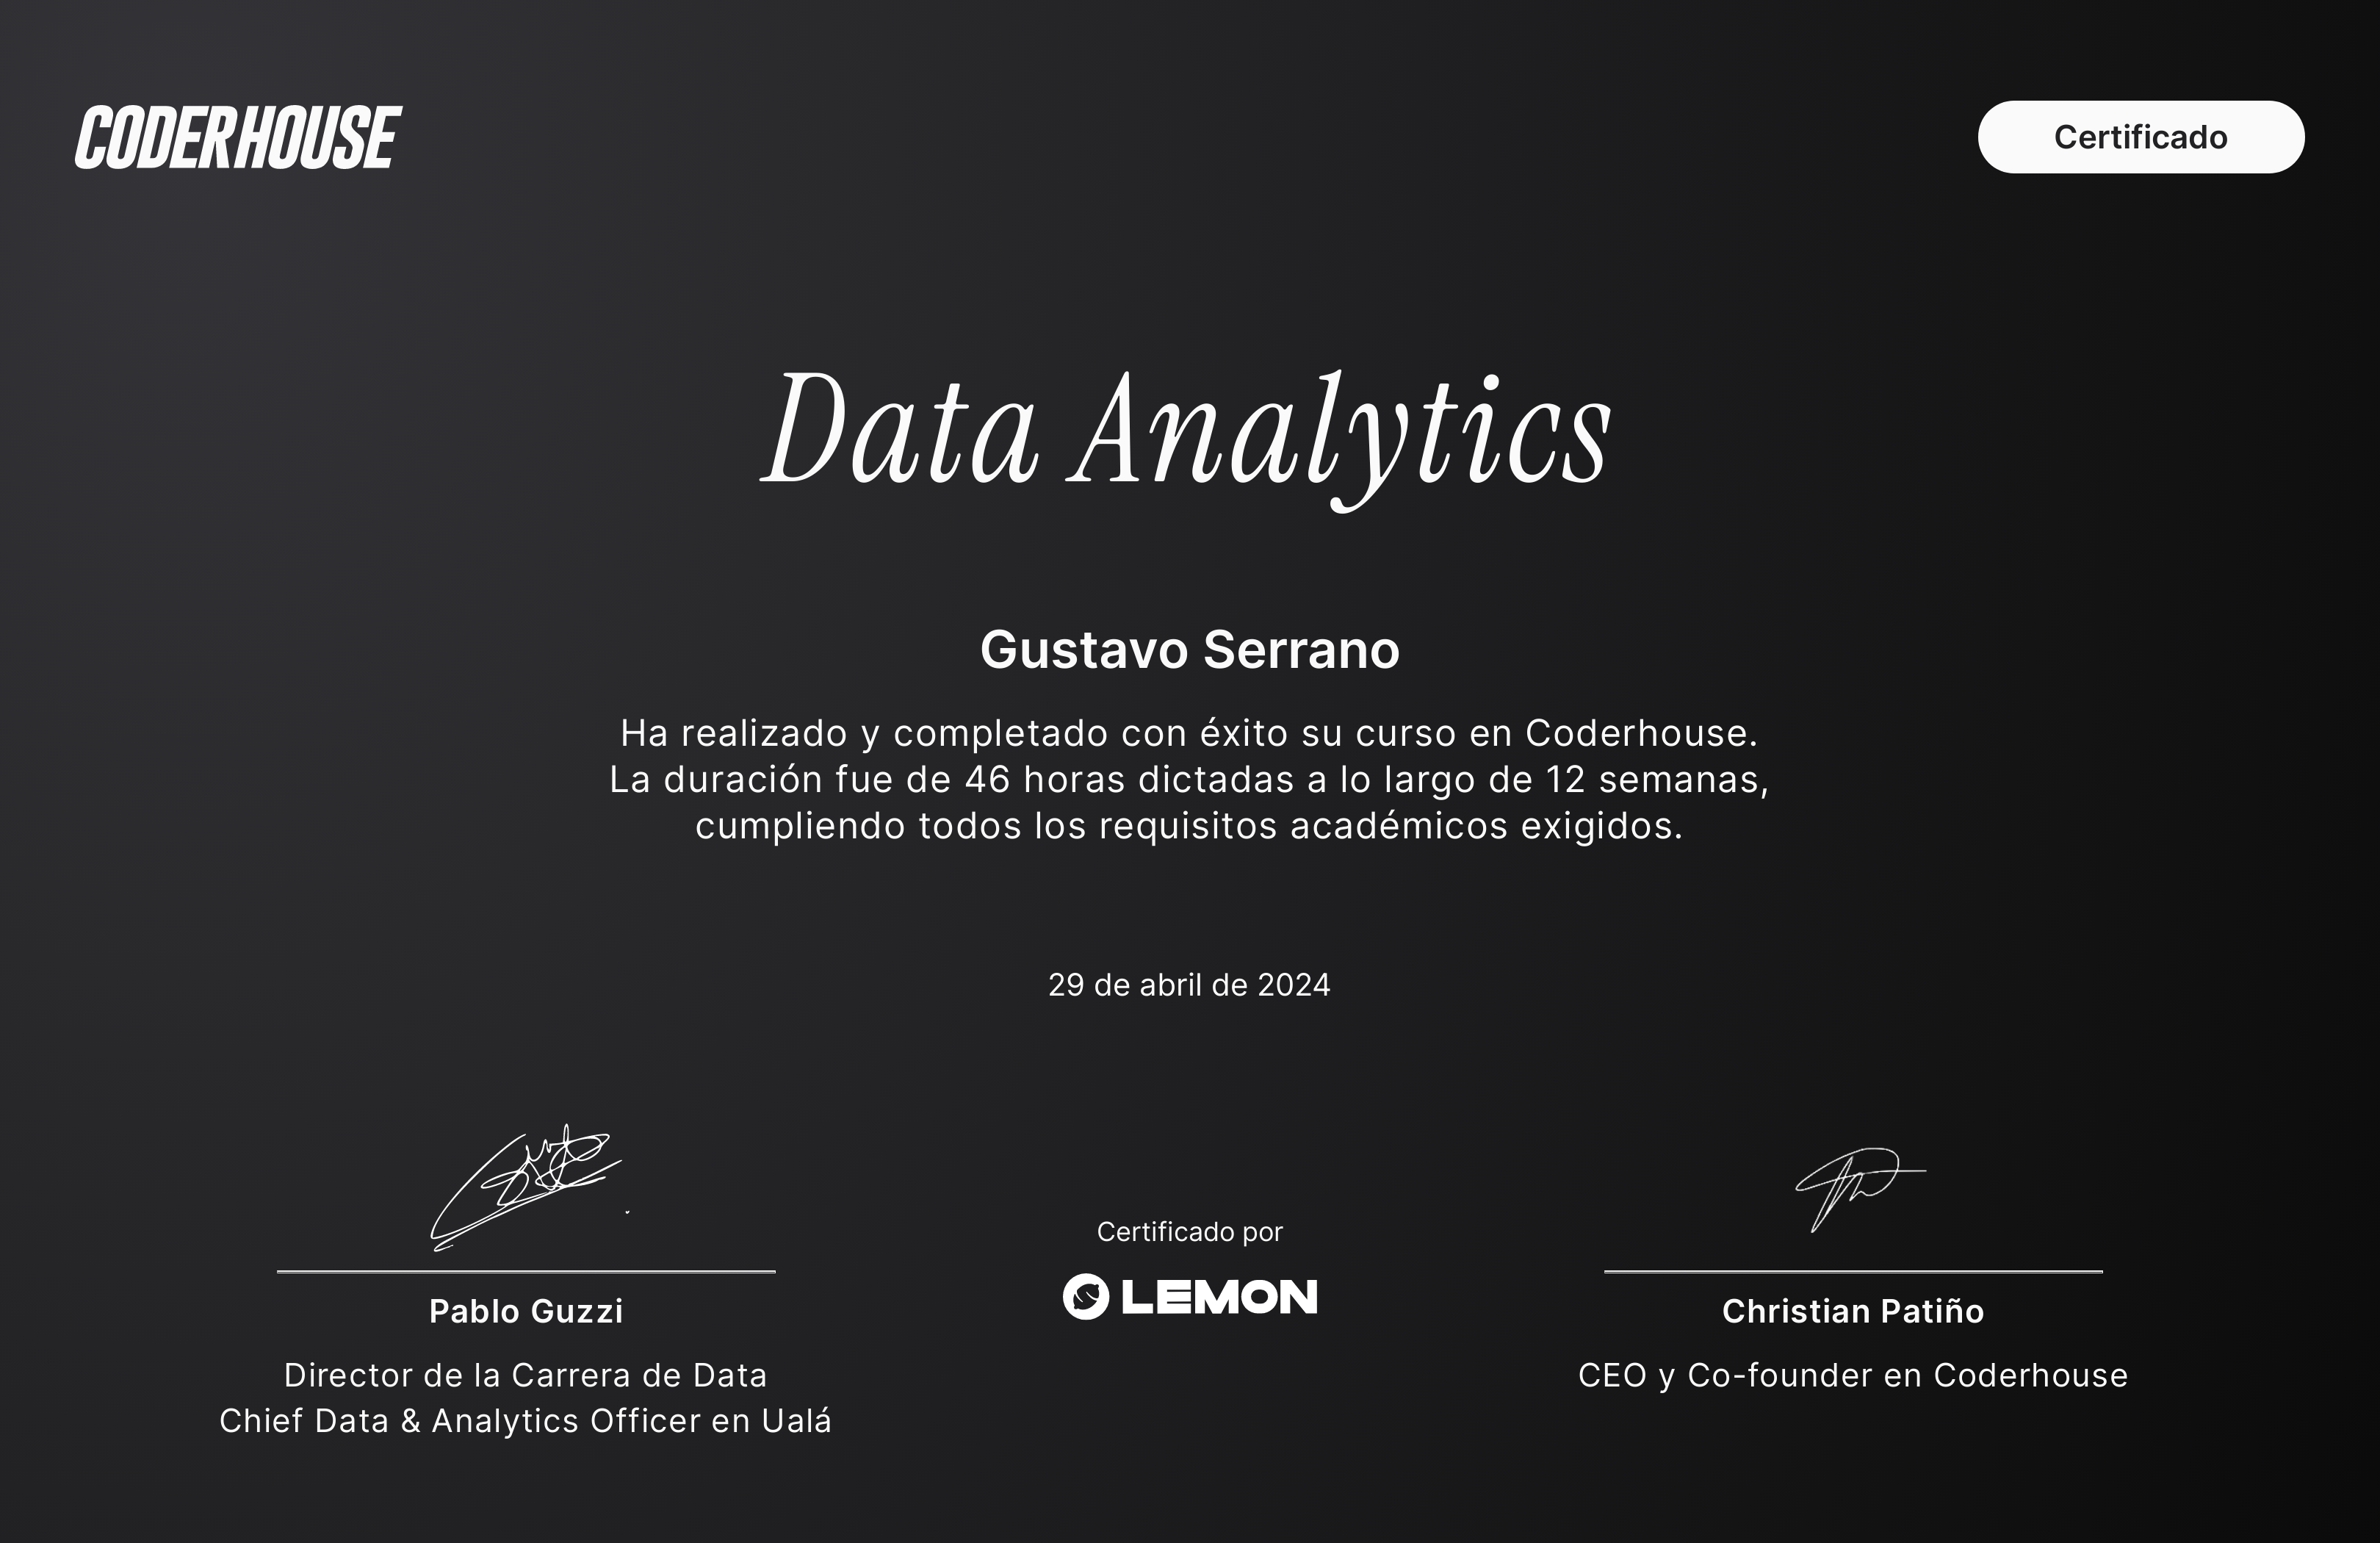 CODERHOUSE
Certificado
Data Analytics
Gustavo Serrano
Ha realizado y completado con éxito su curso en Coderhouse.
La duración fue de 46 horas dictadas a lo largo de 12 semanas,
cumpliendo todos los requisitos académicos exigidos.
29 de abril de 2024
Pablo Guzzi
Director de la Carrera de Data
Chief Data & Analytics Officer en Ualá
Certificado por
LEMON
Christian Patiño
CEO y Co-founder en Coderhouse